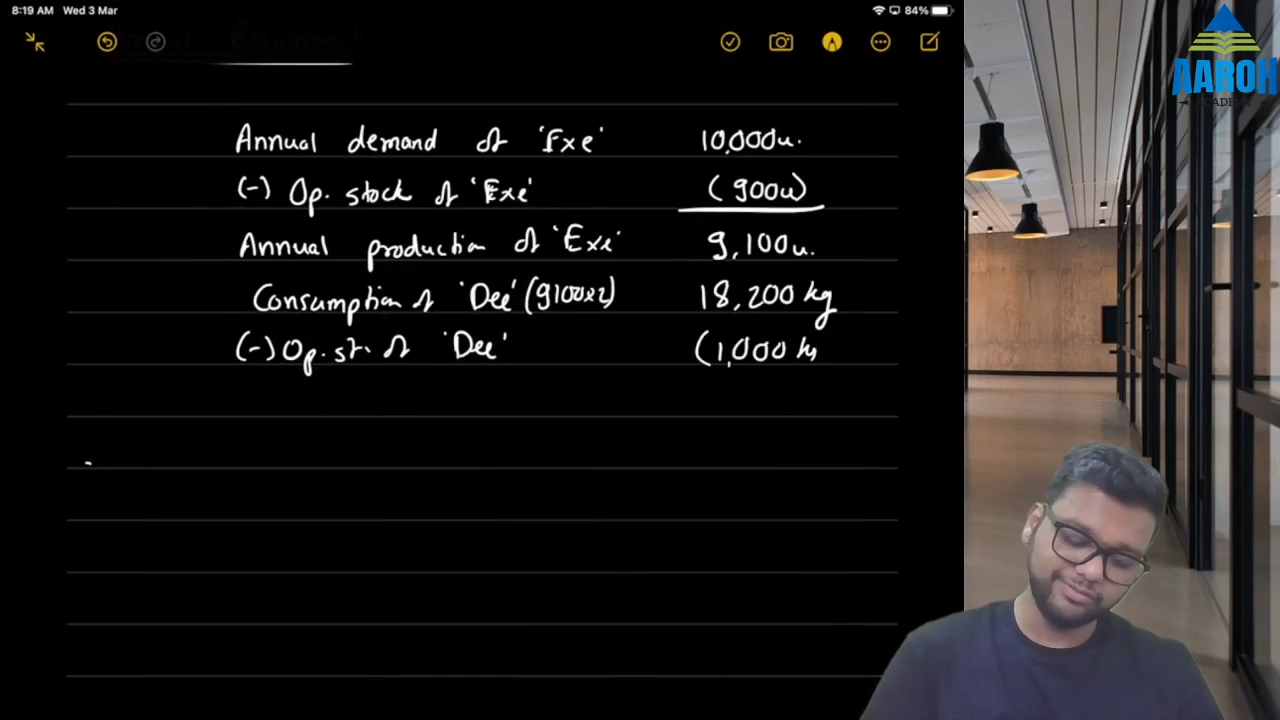 8:19 AM Wed 3 Mar
84%
AAROH
ACADEMY
Annual demand of 'Exe' 10,000u.
(-) Op. stock of 'Exe' (900u)
Annual production of 'Exe' 9,100u.
Consumption of 'Dee' (9100x2) 18,200 kg
(-) Op. st. of 'Dee' (1,000 kg